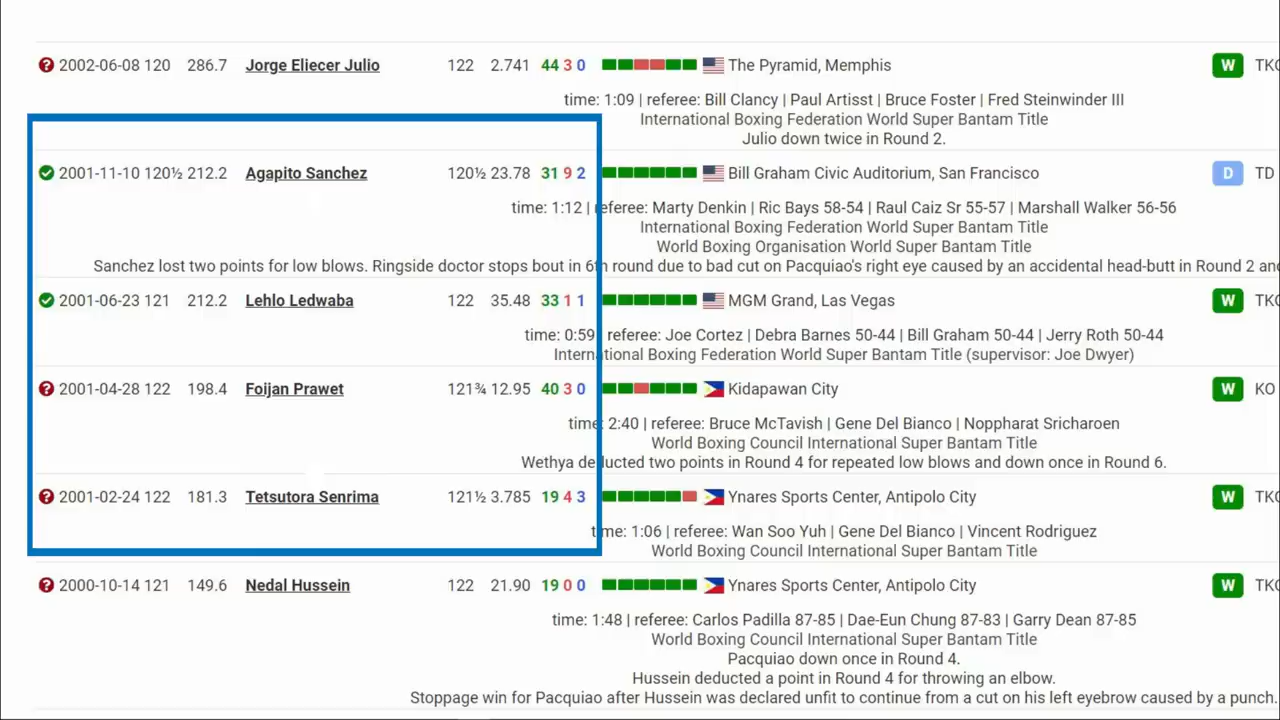 2002-06-08 120 286.7 Jorge Eliecer Julio 122 2.741 44 3 0 The Pyramid, Memphis W TKO
time: 1:09 | referee: Bill Clancy | Paul Artisst | Bruce Foster | Fred Steinwinder III
International Boxing Federation World Super Bantam Title
Julio down twice in Round 2.
2001-11-10 120½ 212.2 Agapito Sanchez 120½ 23.78 31 9 2 Bill Graham Civic Auditorium, San Francisco D TD
time: 1:12 | referee: Marty Denkin | Ric Bays 58-54 | Raul Caiz Sr 55-57 | Marshall Walker 56-56
International Boxing Federation World Super Bantam Title
World Boxing Organisation World Super Bantam Title
Sanchez lost two points for low blows. Ringside doctor stops bout in 6th round due to bad cut on Pacquiao's right eye caused by an accidental head-butt in Round 2 and
2001-06-23 121 212.2 Lehlo Ledwaba 122 35.48 33 1 1 MGM Grand, Las Vegas W TKO
time: 0:59 referee: Joe Cortez | Debra Barnes 50-44 | Bill Graham 50-44 | Jerry Roth 50-44
International Boxing Federation World Super Bantam Title (supervisor: Joe Dwyer)
2001-04-28 122 198.4 Foijan Prawet 121¾ 12.95 40 3 0 Kidapawan City W KO
time: 2:40 | referee: Bruce McTavish | Gene Del Bianco | Noppharat Sricharoen
World Boxing Council International Super Bantam Title
Wethya deducted two points in Round 4 for repeated low blows and down once in Round 6.
2001-02-24 122 181.3 Tetsutora Senrima 121½ 3.785 19 4 3 Ynares Sports Center, Antipolo City W TKO
time: 1:06 | referee: Wan Soo Yuh | Gene Del Bianco | Vincent Rodriguez
World Boxing Council International Super Bantam Title
2000-10-14 121 149.6 Nedal Hussein 122 21.90 19 0 0 Ynares Sports Center, Antipolo City W TKO
time: 1:48 | referee: Carlos Padilla 87-85 | Dae-Eun Chung 87-83 | Garry Dean 87-85
World Boxing Council International Super Bantam Title
Pacquiao down once in Round 4.
Hussein deducted a point in Round 4 for throwing an elbow.
Stoppage win for Pacquiao after Hussein was declared unfit to continue from a cut on his left eyebrow caused by a punch.